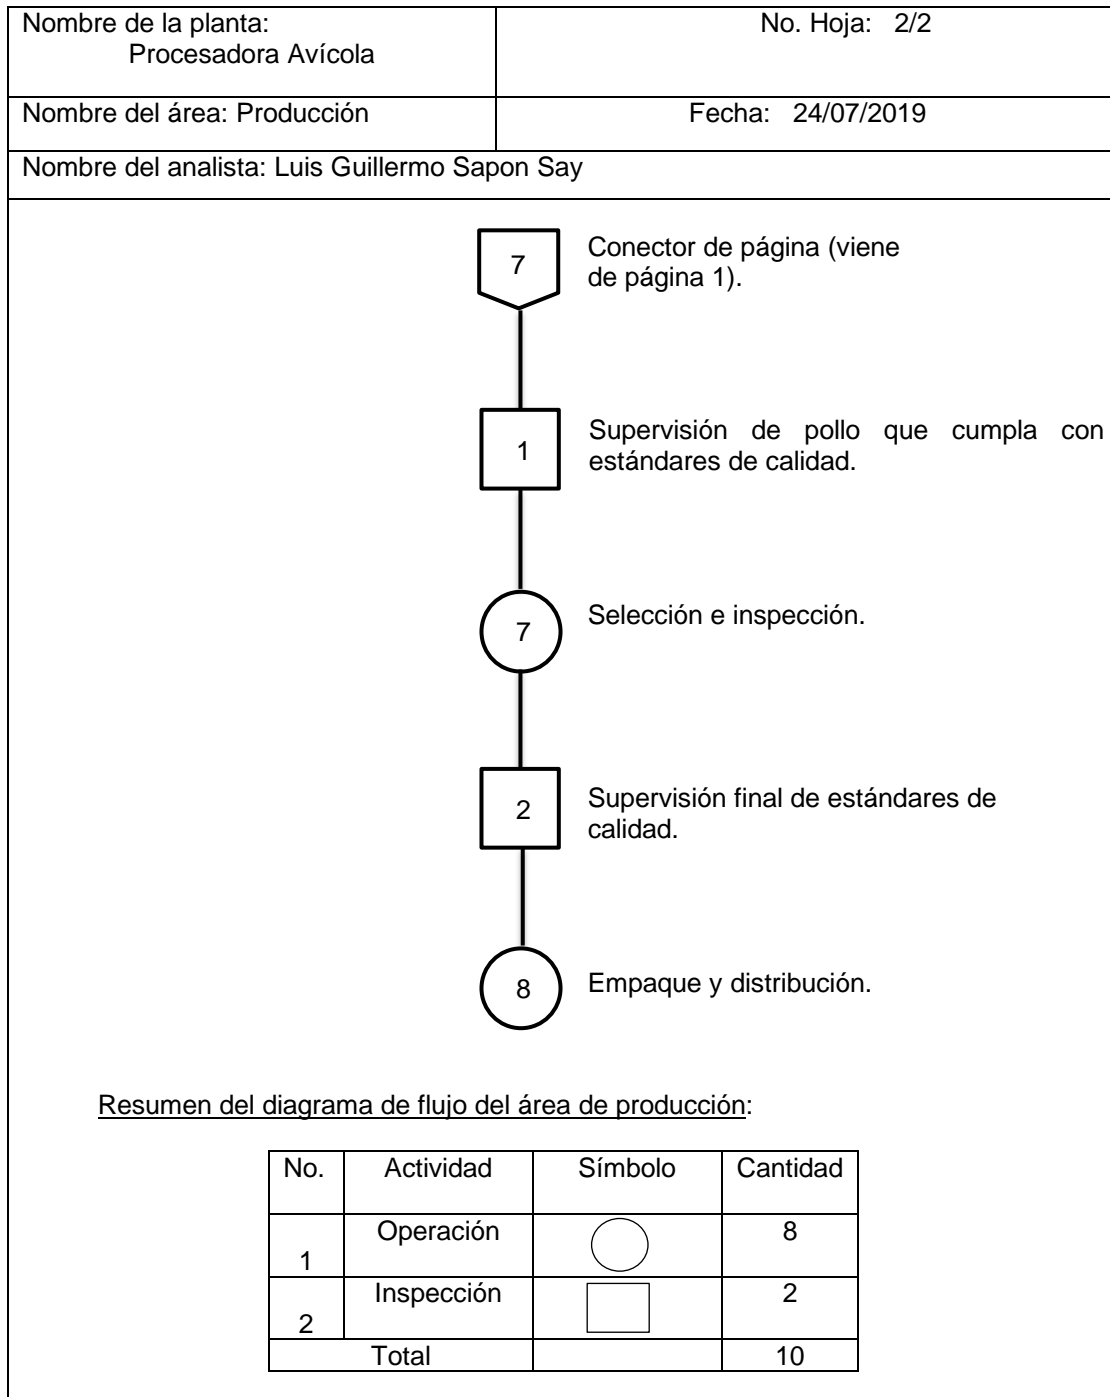 Nombre de la planta:
Procesadora Avícola
No. Hoja: 2/2
Nombre del área: Producción
Fecha: 24/07/2019
Nombre del analista: Luis Guillermo Sapon Say
7
Conector de página (viene
de página 1).
1
Supervisión de pollo que cumpla con
estándares de calidad.
7
Selección e inspección.
2
Supervisión final de estándares de
calidad.
8
Empaque y distribución.
Resumen del diagrama de flujo del área de producción:
No. Actividad Símbolo Cantidad
1 Operación 8
2 Inspección 2
Total 10